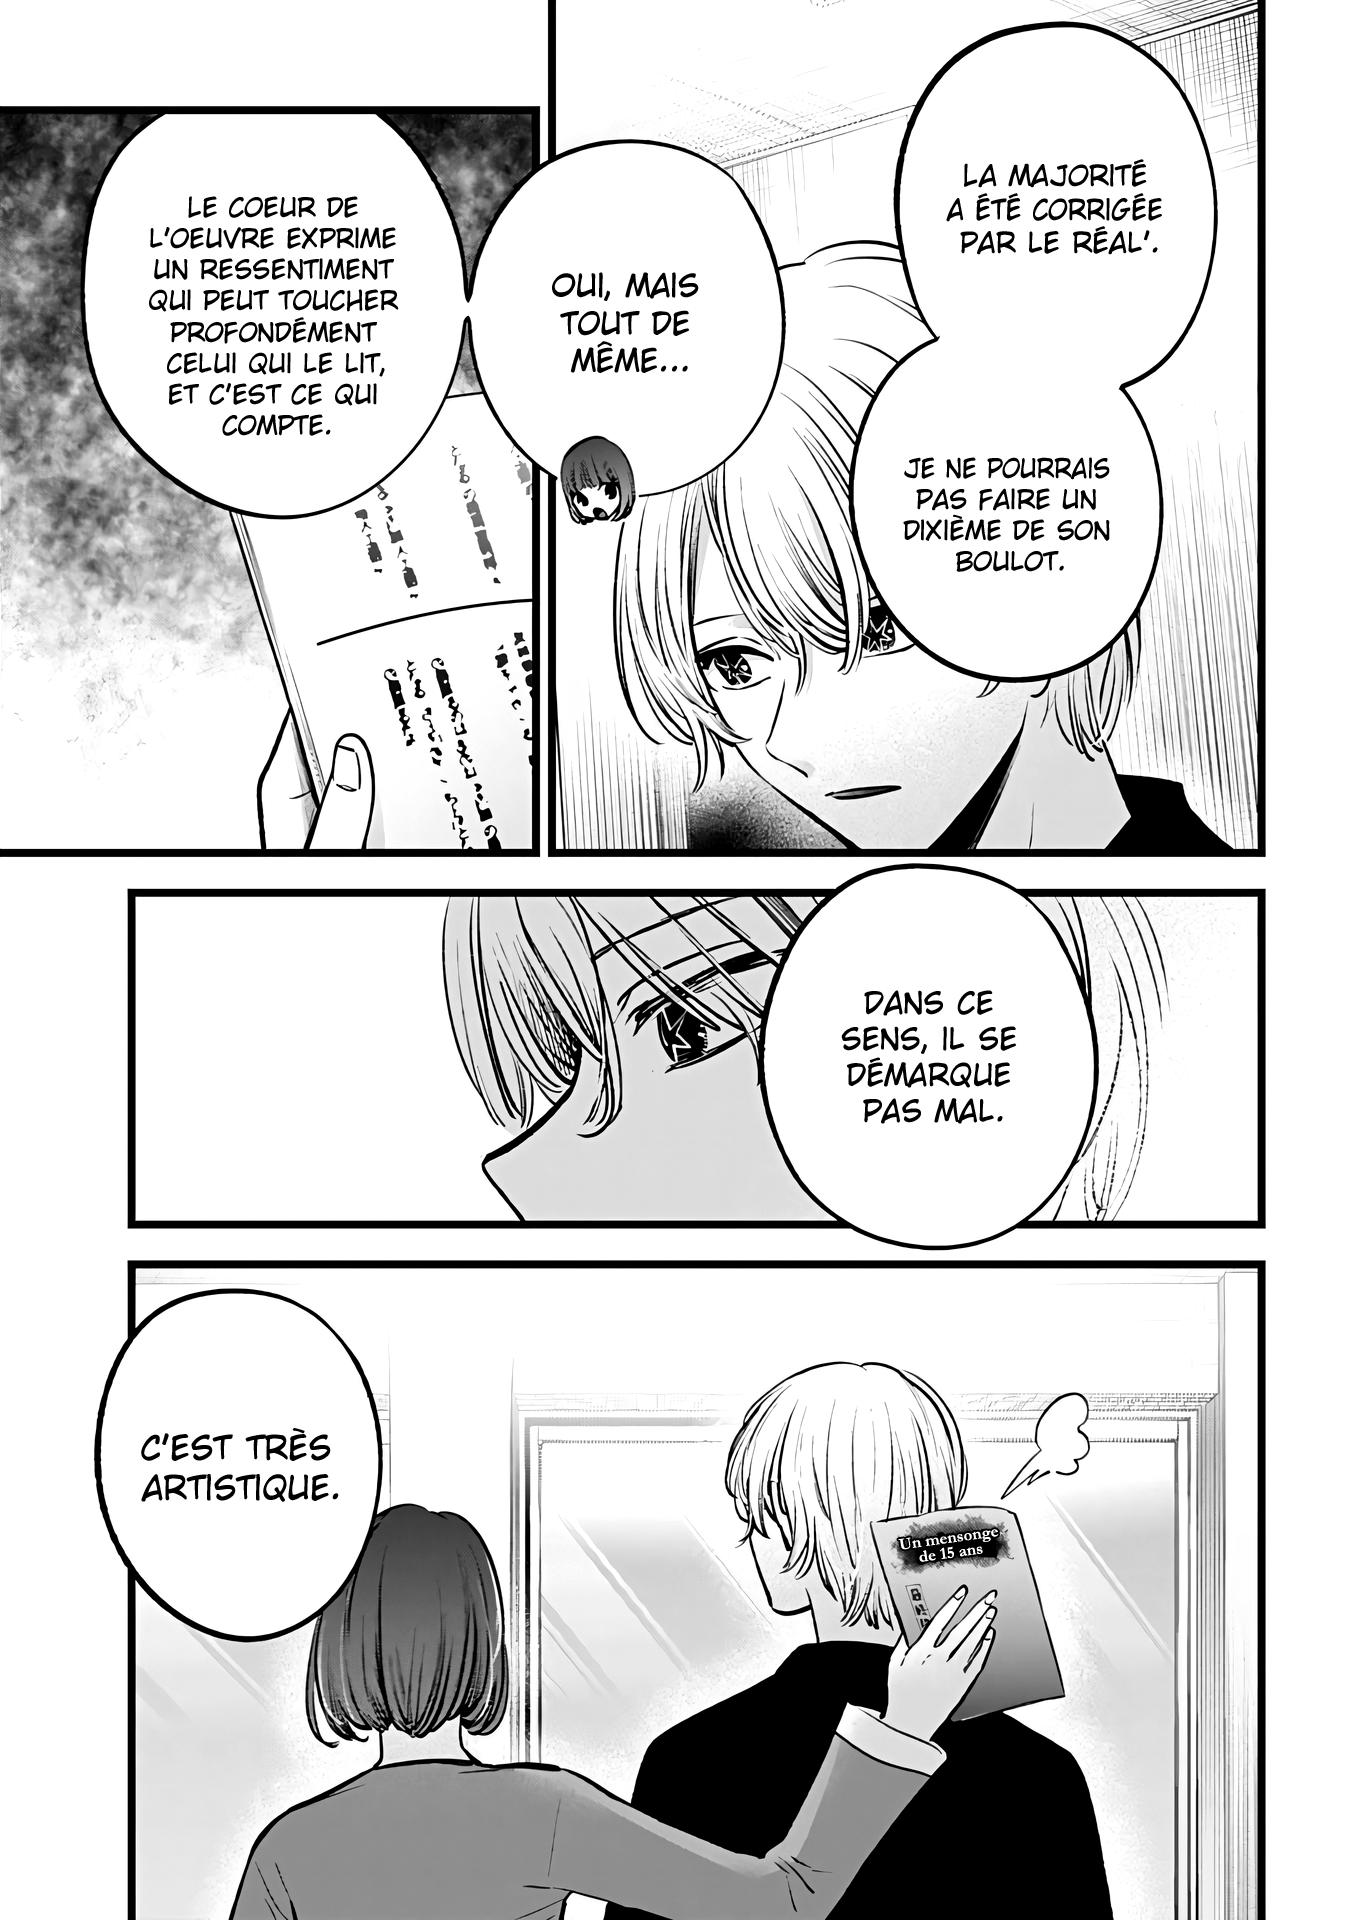 LA MAJORITÉ
A ÉTÉ CORRIGÉE
PAR LE RÉAL'.
JE NE POURRAIS
PAS FAIRE UN
DIXIÈME DE SON
BOULOT.
OUI, MAIS
TOUT DE
MÊME...
LE COEUR DE
L'OEUVRE EXPRIME
UN RESSENTIMENT
QUI PEUT TOUCHER
PROFONDÉMENT
CELUI QUI LE LIT,
ET C'EST CE QUI
COMPTE.
DANS CE
SENS, IL SE
DÉMARQUE
PAS MAL.
C'EST TRÈS
ARTISTIQUE.
Un mensonge
de 15 ans